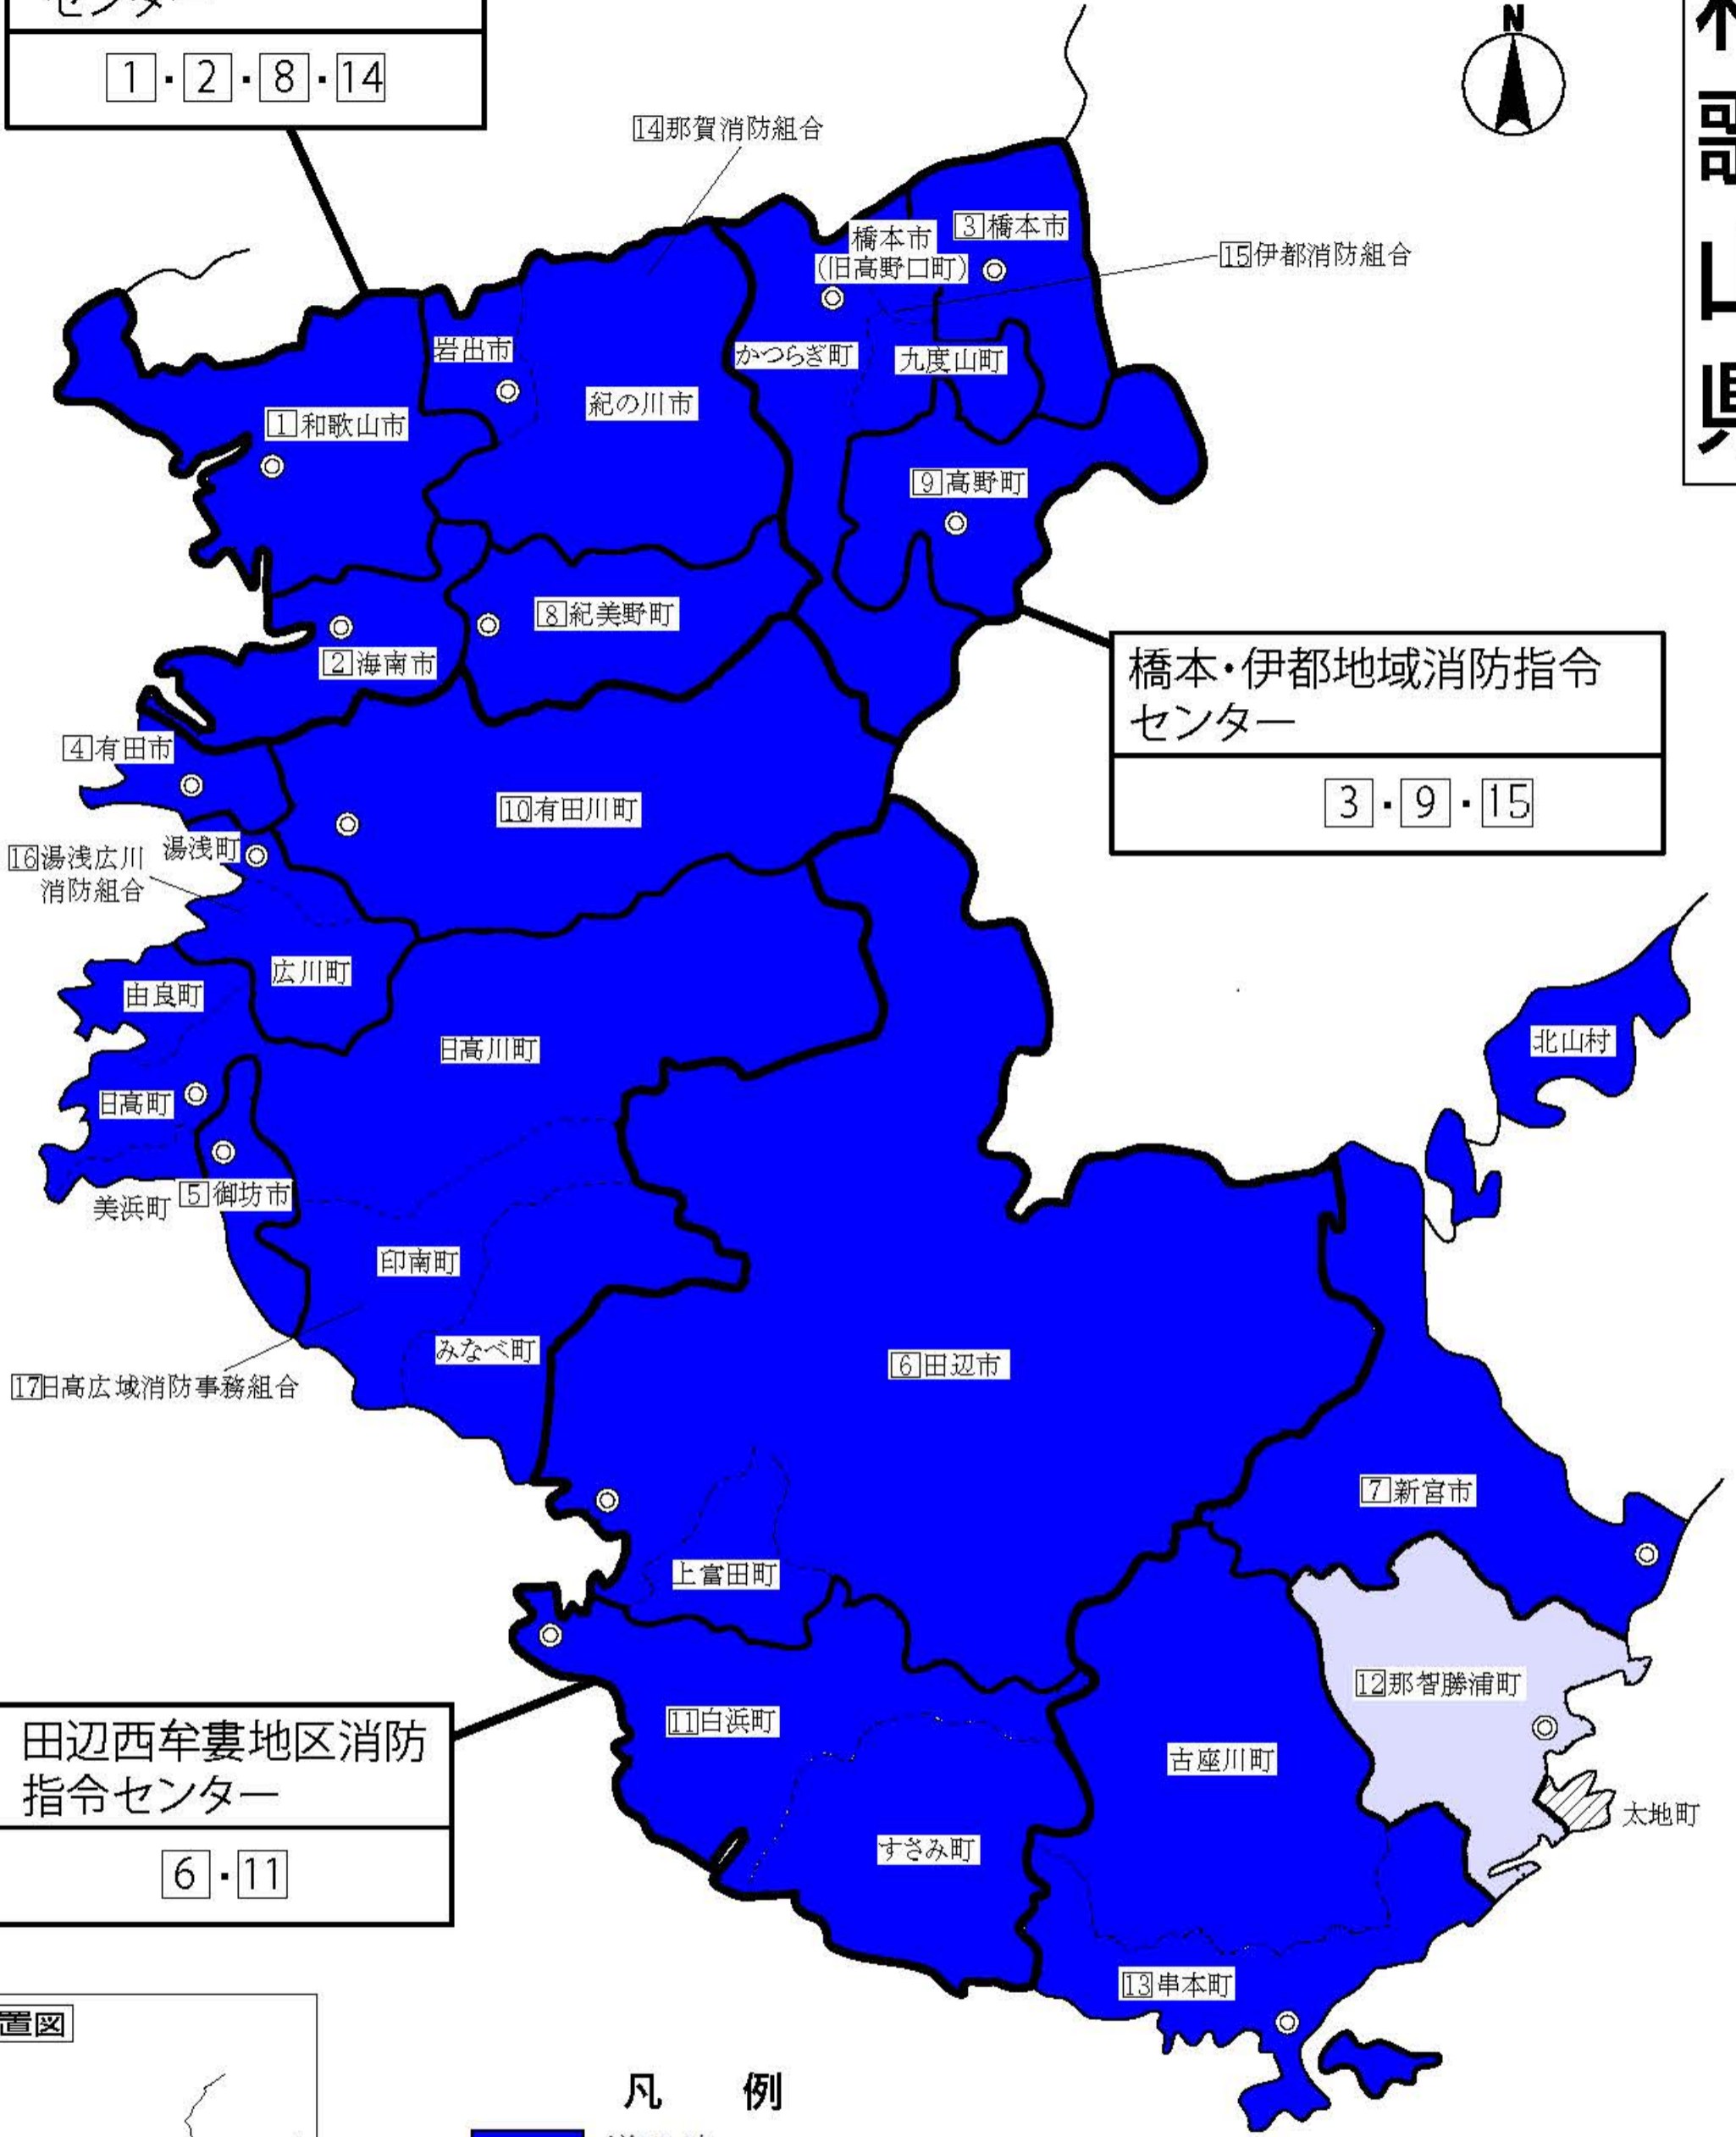 センター
1・2・8・14
N
歌山県
14那賀消防組合
橋本市
(旧高野口町)
3橋本市
15伊都消防組合
岩出市
かつらぎ町
九度山町
紀の川市
1和歌山市
9高野町
8紀美野町
2海南市
橋本・伊都地域消防指令
センター
3・9・15
4有田市
10有田川町
湯浅町
16湯浅広川
消防組合
広川町
由良町
日高川町
北山村
日高町
美浜町
5御坊市
印南町
みなべ町
17日高広域消防事務組合
6田辺市
7新宮市
上富田町
12那智勝浦町
11白浜町
田辺西牟婁地区消防
指令センター
6・11
古座川町
太地町
すさみ町
13串本町
置図
凡例